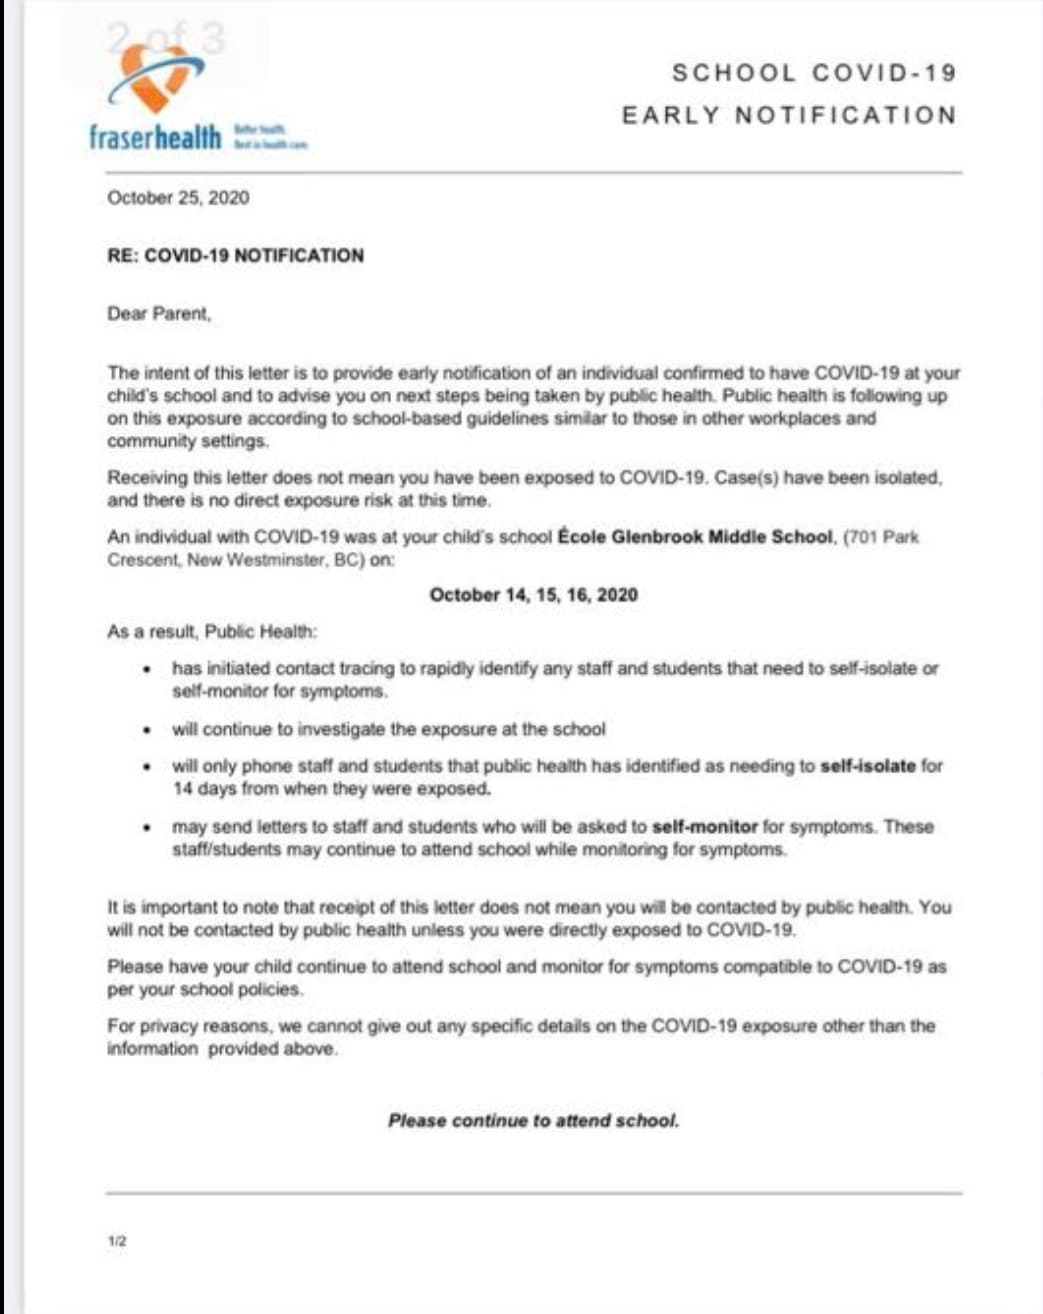 2 of 3
fraserhealth
Better health.
Best in health care.
SCHOOL COVID-19
EARLY NOTIFICATION
October 25, 2020
RE: COVID-19 NOTIFICATION
Dear Parent,
The intent of this letter is to provide early notification of an individual confirmed to have COVID-19 at your
child's school and to advise you on next steps being taken by public health. Public health is following up
on this exposure according to school-based guidelines similar to those in other workplaces and
community settings.
Receiving this letter does not mean you have been exposed to COVID-19. Case(s) have been isolated,
and there is no direct exposure risk at this time.
An individual with COVID-19 was at your child's school École Glenbrook Middle School, (701 Park
Crescent, New Westminster, BC) on:
October 14, 15, 16, 2020
As a result, Public Health:
• has initiated contact tracing to rapidly identify any staff and students that need to self-isolate or
self-monitor for symptoms.
• will continue to investigate the exposure at the school
• will only phone staff and students that public health has identified as needing to self-isolate for
14 days from when they were exposed.
• may send letters to staff and students who will be asked to self-monitor for symptoms. These
staff/students may continue to attend school while monitoring for symptoms.
It is important to note that receipt of this letter does not mean you will be contacted by public health. You
will not be contacted by public health unless you were directly exposed to COVID-19.
Please have your child continue to attend school and monitor for symptoms compatible to COVID-19 as
per your school policies.
For privacy reasons, we cannot give out any specific details on the COVID-19 exposure other than the
information provided above.
Please continue to attend school.
1/2